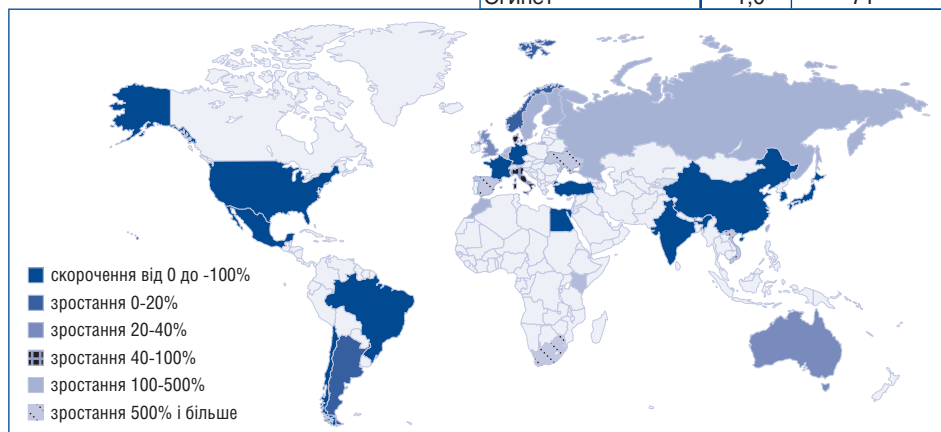 Єгипет
скорочення від 0 до -100%
зростання 0-20%
зростання 20-40%
зростання 40-100%
зростання 100-500%
зростання 500% і більше